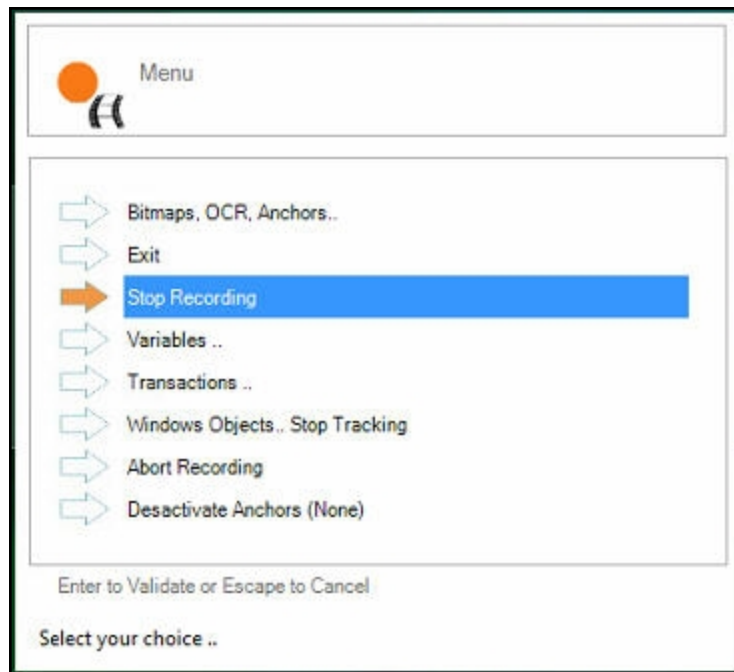 Menu
Bitmaps, OCR, Anchors..
Exit
Stop Recording
Variables ..
Transactions ..
Windows Objects.. Stop Tracking
Abort Recording
Desactivate Anchors (None)
Enter to Validate or Escape to Cancel
Select your choice ..